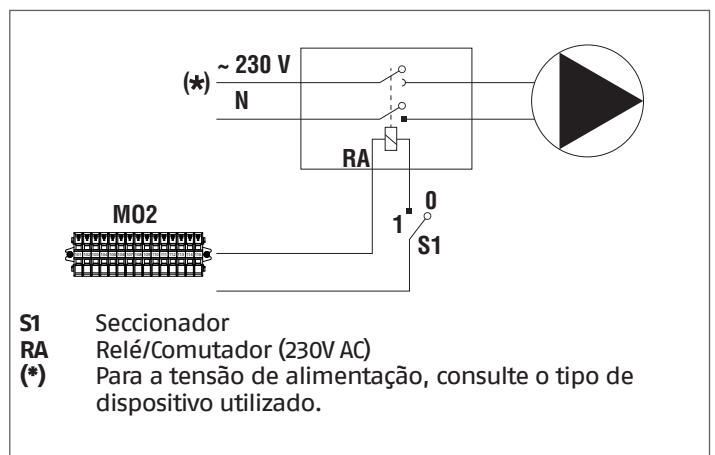 ~ 230 V
(*)
N
RA
M02
0
1
S1
S1 Seccionador
RA Relé/Comutador (230V AC)
(*) Para a tensão de alimentação, consulte o tipo de
dispositivo utilizado.